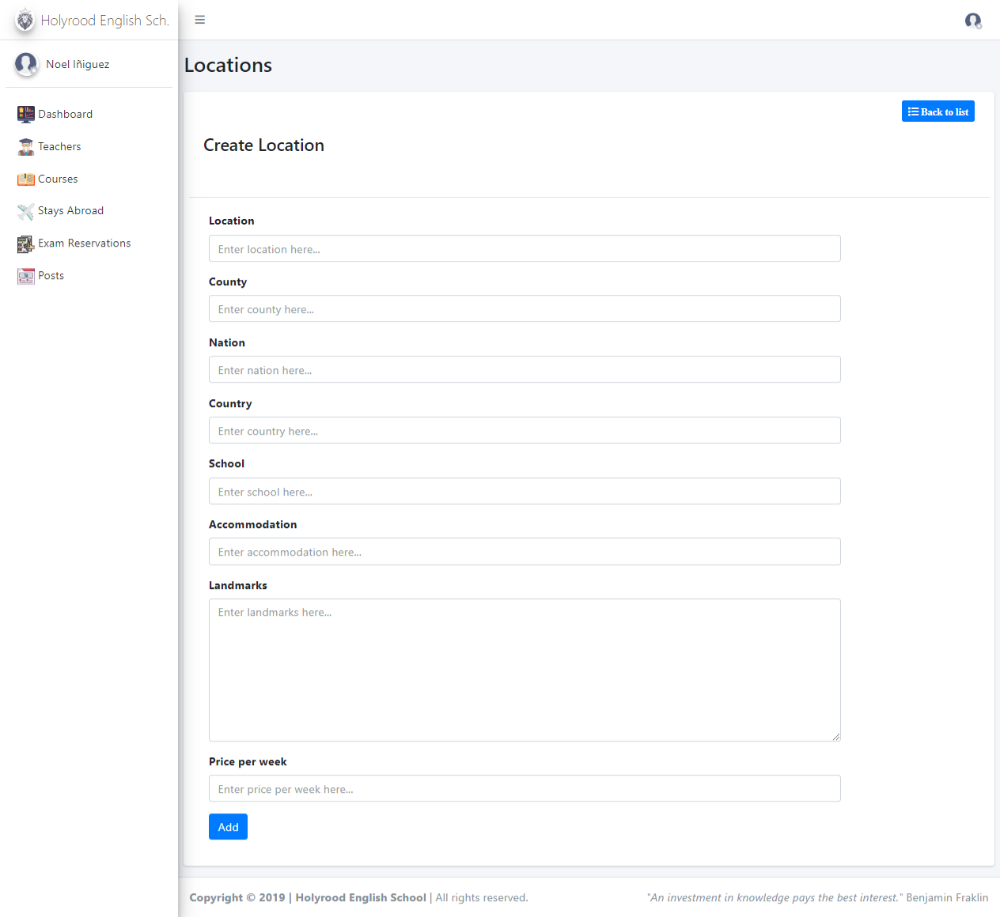 Holyrood English Sch.
Noel Iñiguez
Dashboard
Teachers
Courses
Stays Abroad
Exam Reservations
Posts
Locations
Back to list
Create Location
Location
Enter location here...
County
Enter county here...
Nation
Enter nation here...
Country
Enter country here...
School
Enter school here...
Accommodation
Enter accommodation here...
Landmarks
Enter landmarks here...
Price per week
Enter price per week here...
Add
Copyright © 2019 | Holyrood English School | All rights reserved.
"An investment in knowledge pays the best interest." Benjamin Fraklin